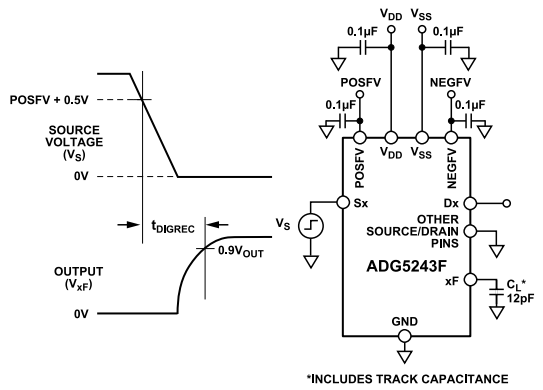 POSFV + 0.5V
SOURCE
VOLTAGE
(VS)
0V
tDIGREC
OUTPUT
(VxF)
0.9VOUT
0V
VDD
VSS
0.1µF
0.1µF
POSFV
NEGFV
0.1µF
0.1µF
POSFV
VDD
VSS
NEGFV
VS
Sx
Dx
OTHER
SOURCE/DRAIN
PINS
ADG5243F
xF
CL*
12pF
GND
*INCLUDES TRACK CAPACITANCE